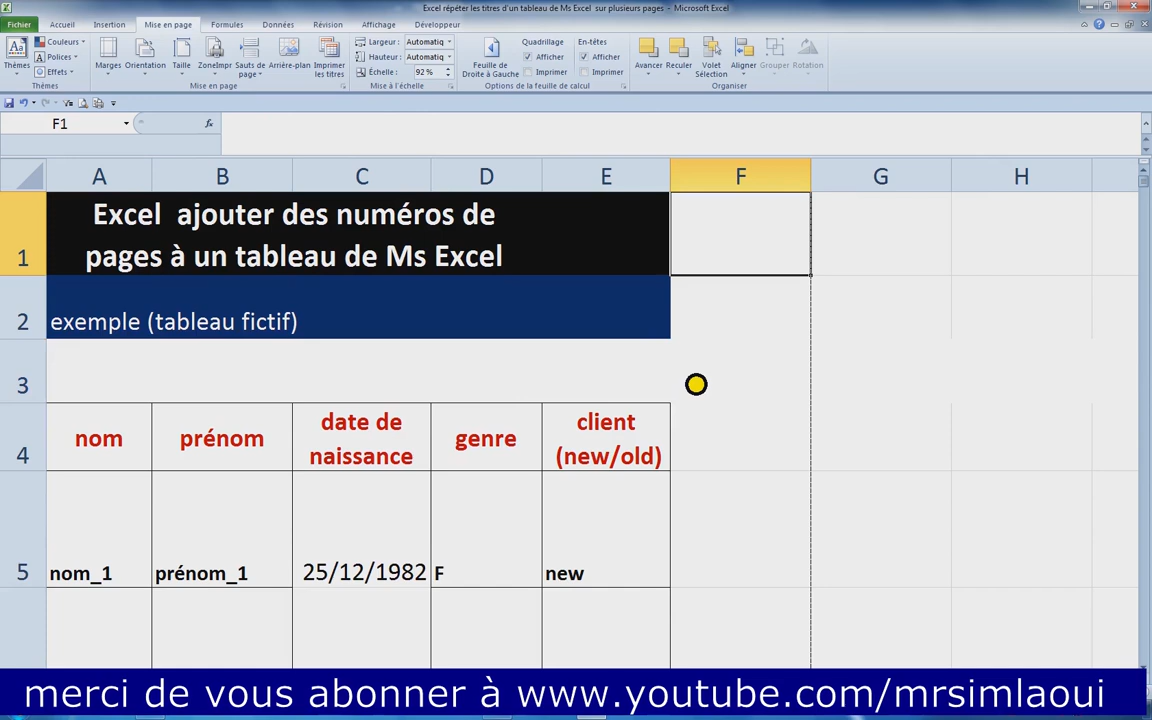 Excel répéter les titres d'un tableau de Ms Excel sur plusieurs pages - Microsoft Excel
Fichier Accueil Insertion Mise en page Formules Données Révision Affichage Développeur
Couleurs
Polices
Effets
Thèmes
Marges Orientation Taille ZoneImpr Sauts de page Arrière-plan Imprimer les titres
Largeur : Automatiq
Hauteur : Automatiq
Échelle : 92 %
Feuille de Droite à Gauche
Quadrillage En-têtes
Afficher Afficher
Imprimer Imprimer
Avancer Reculer Volet Sélection Aligner Grouper Rotation
Thèmes Mise en page Mise à l'échelle Options de la feuille de calcul Organiser
F1 fx
A B C D E F G H
1 Excel ajouter des numéros de
pages à un tableau de Ms Excel
2 exemple (tableau fictif)
3
4 nom prénom date de naissance genre client (new/old)
5 nom_1 prénom_1 25/12/1982 F new
merci de vous abonner à www.youtube.com/mrsimlaoui